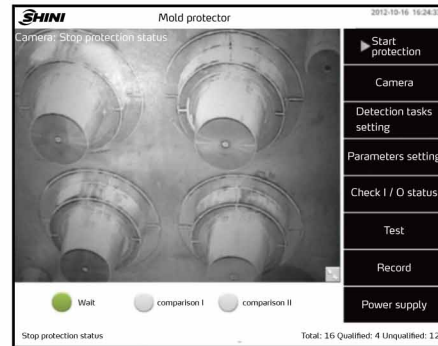 SHINI
Mold protector
2012-10-16 16:24:3
Camera: Stop protection status
Start
protection
Camera
Detection tasks
setting
Parameters setting
Check I / O status
Test
Record
Power supply
Wait
comparison I
comparison II
Stop protection status
Total: 16 Qualified: 4 Unqualified: 12